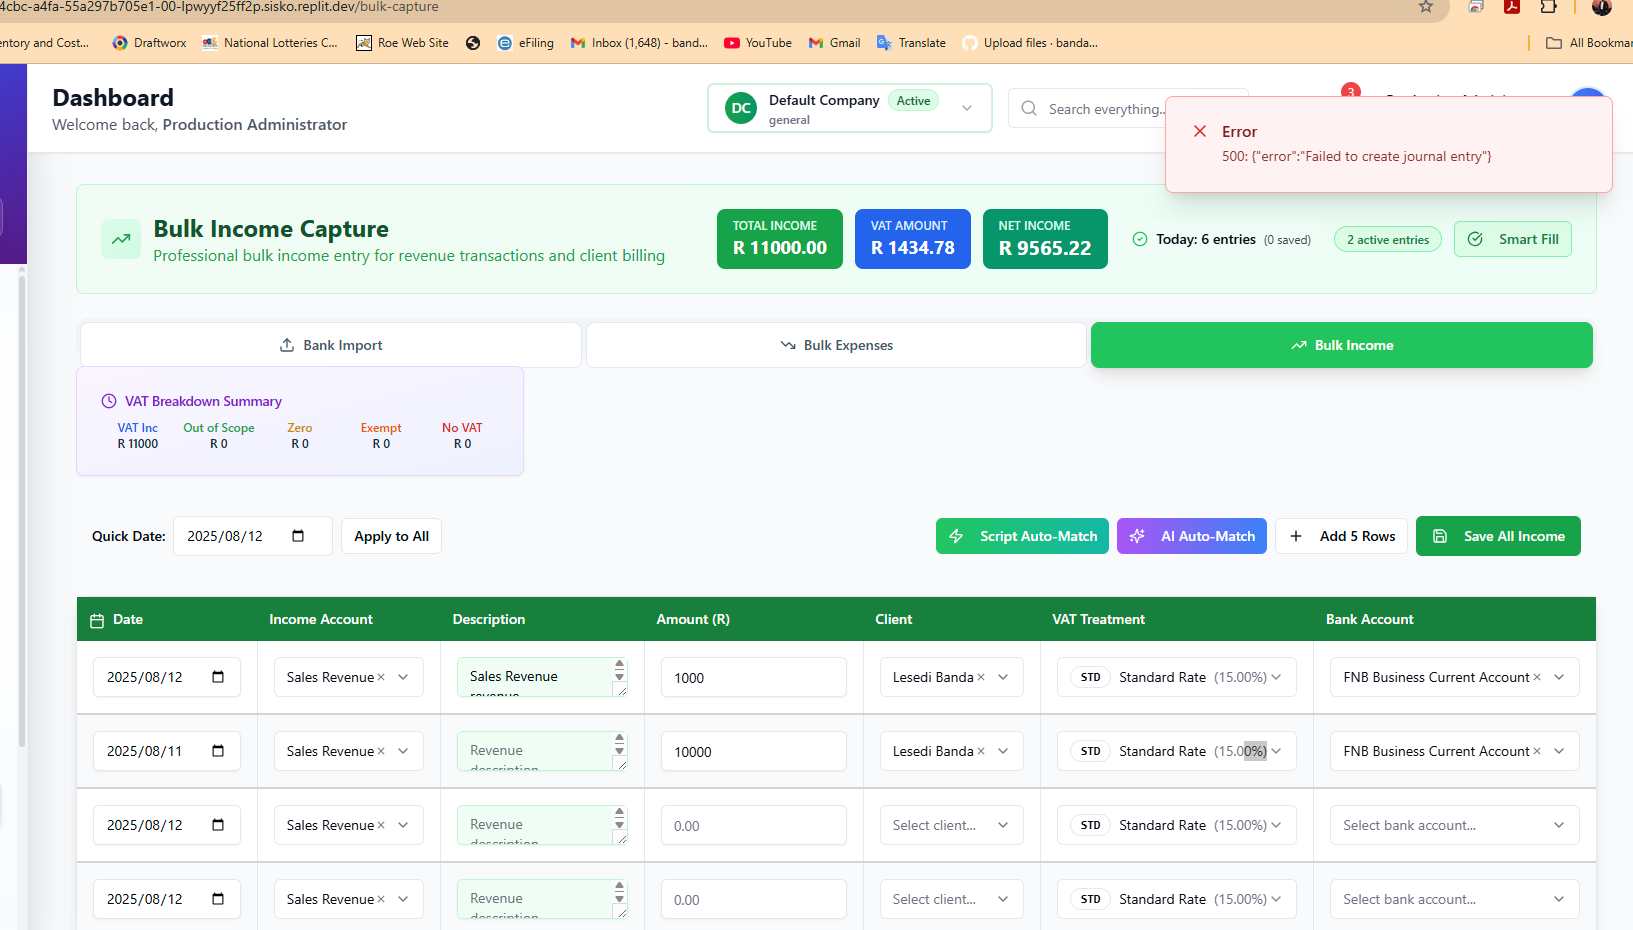 4cbc-a4fa-55a297b705e1-00-lpwyyf25ff2p.sisko.replit.dev/bulk-capture
entory and Cost...
Draftworx
National Lotteries C...
Roe Web Site
eFiling
Inbox (1,648) - band...
YouTube
Gmail
Translate
Upload files · banda...
All Bookmar
Dashboard
Welcome back, Production Administrator
DC
Default Company
Active
general
Search everything...
3
Error
500: {"error":"Failed to create journal entry"}
Bulk Income Capture
Professional bulk income entry for revenue transactions and client billing
TOTAL INCOME
R 11000.00
VAT AMOUNT
R 1434.78
NET INCOME
R 9565.22
Today: 6 entries (0 saved)
2 active entries
Smart Fill
Bank Import
Bulk Expenses
Bulk Income
VAT Breakdown Summary
VAT Inc Out of Scope Zero Exempt No VAT
R 11000 R 0 R 0 R 0 R 0
Quick Date:
2025/08/12
Apply to All
Script Auto-Match
AI Auto-Match
Add 5 Rows
Save All Income
Date Income Account Description Amount (R) Client VAT Treatment Bank Account
2025/08/12 Sales Revenue× Sales Revenue 1000 Lesedi Banda× STD Standard Rate (15.00%) FNB Business Current Account×
revenue
2025/08/11 Sales Revenue× Revenue 10000 Lesedi Banda× STD Standard Rate (15.00%) FNB Business Current Account×
description
2025/08/12 Sales Revenue× Revenue 0.00 Select client... STD Standard Rate (15.00%) Select bank account...
description
2025/08/12 Sales Revenue× Revenue 0.00 Select client... STD Standard Rate (15.00%) Select bank account...
description